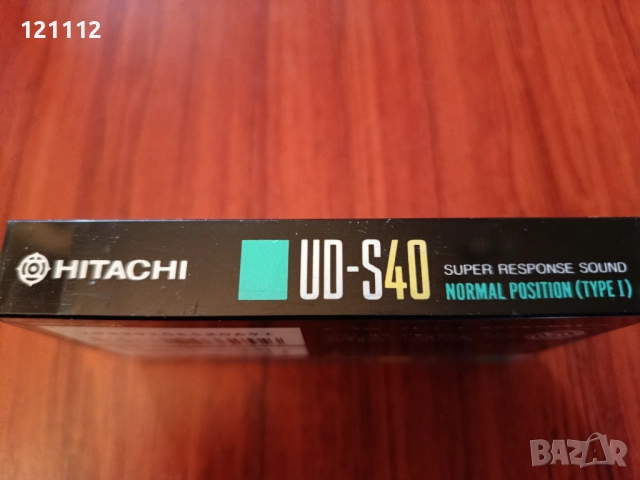 121112
HITACHI
UD-S40
SUPER RESPONSE SOUND
NORMAL POSITION (TYPE I)
BAZAR